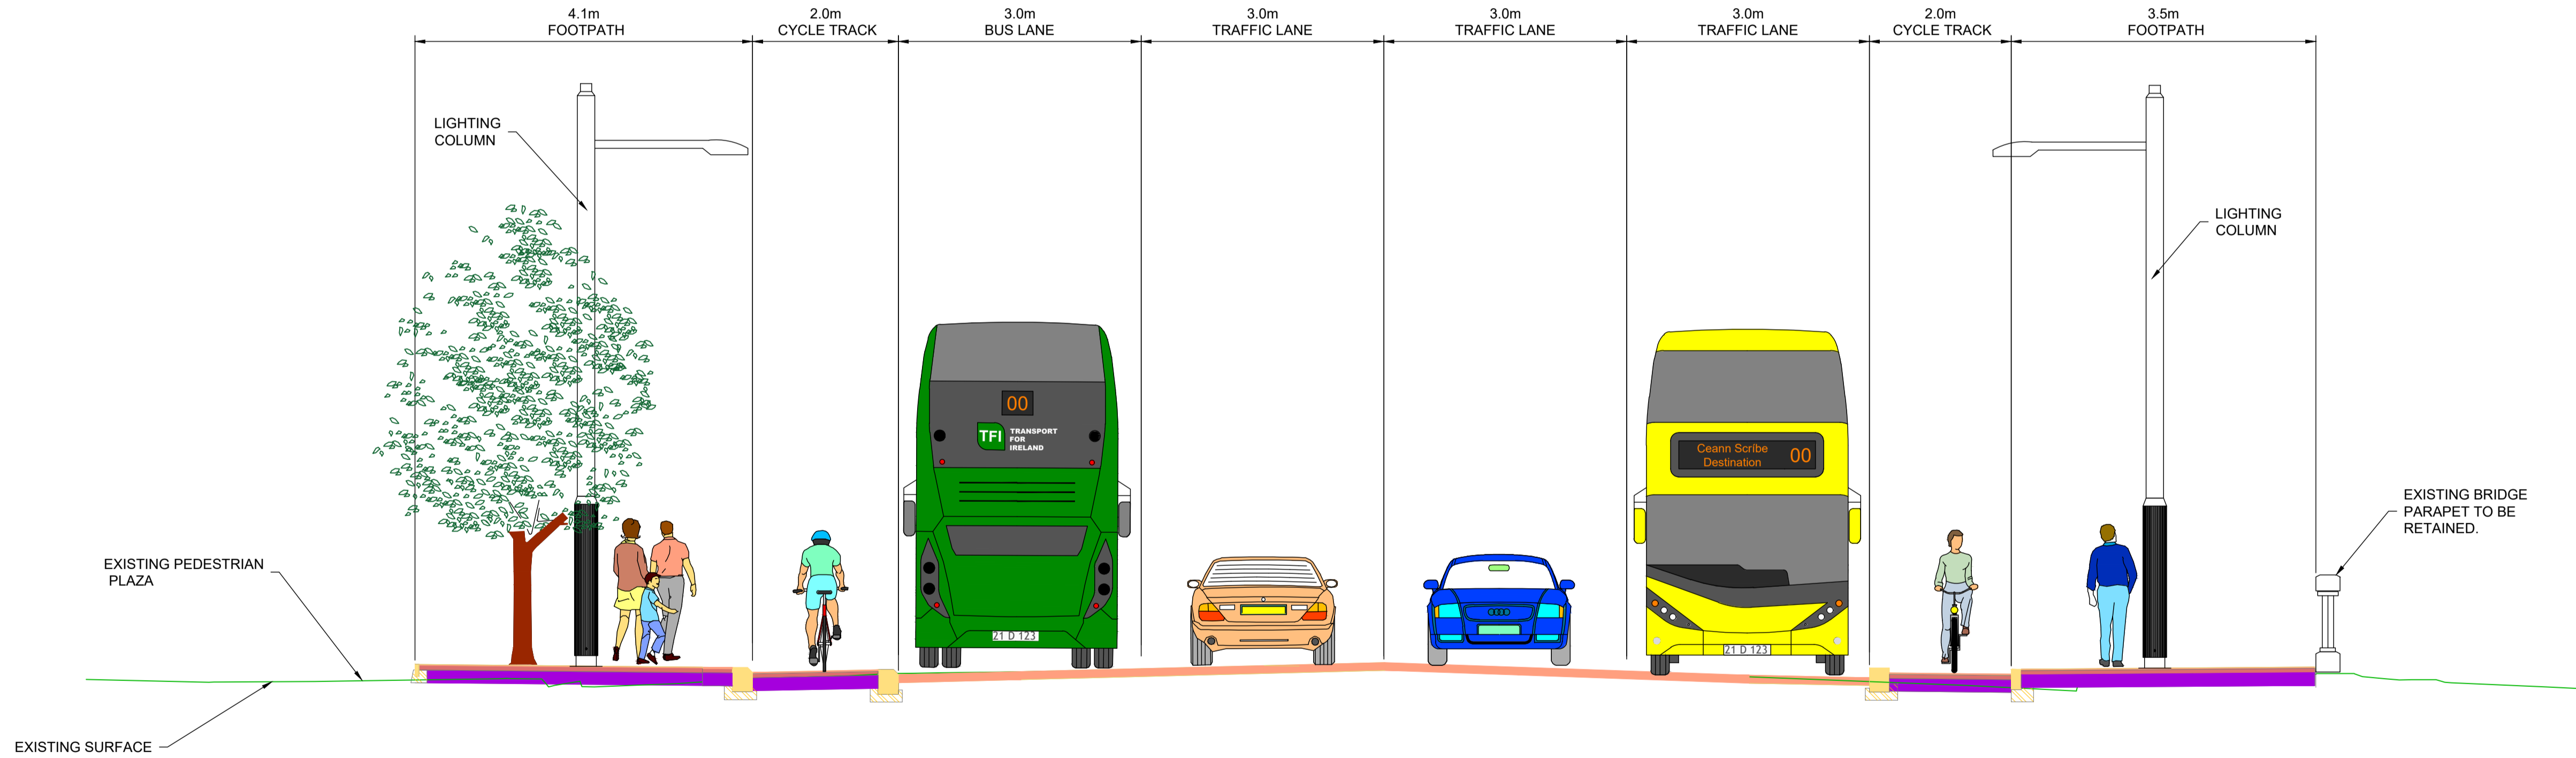 4.1m
FOOTPATH
2.0m
CYCLE TRACK
3.0m
BUS LANE
3.0m
TRAFFIC LANE
3.0m
TRAFFIC LANE
3.0m
TRAFFIC LANE
2.0m
CYCLE TRACK
3.5m
FOOTPATH
LIGHTING
COLUMN
LIGHTING
COLUMN
00
TFI
TRANSPORT
FOR
IRELAND
Ceann Scríbe
Destination
00
EXISTING BRIDGE
PARAPET TO BE
RETAINED.
EXISTING PEDESTRIAN
PLAZA
21 D 123
21 D 123
EXISTING SURFACE